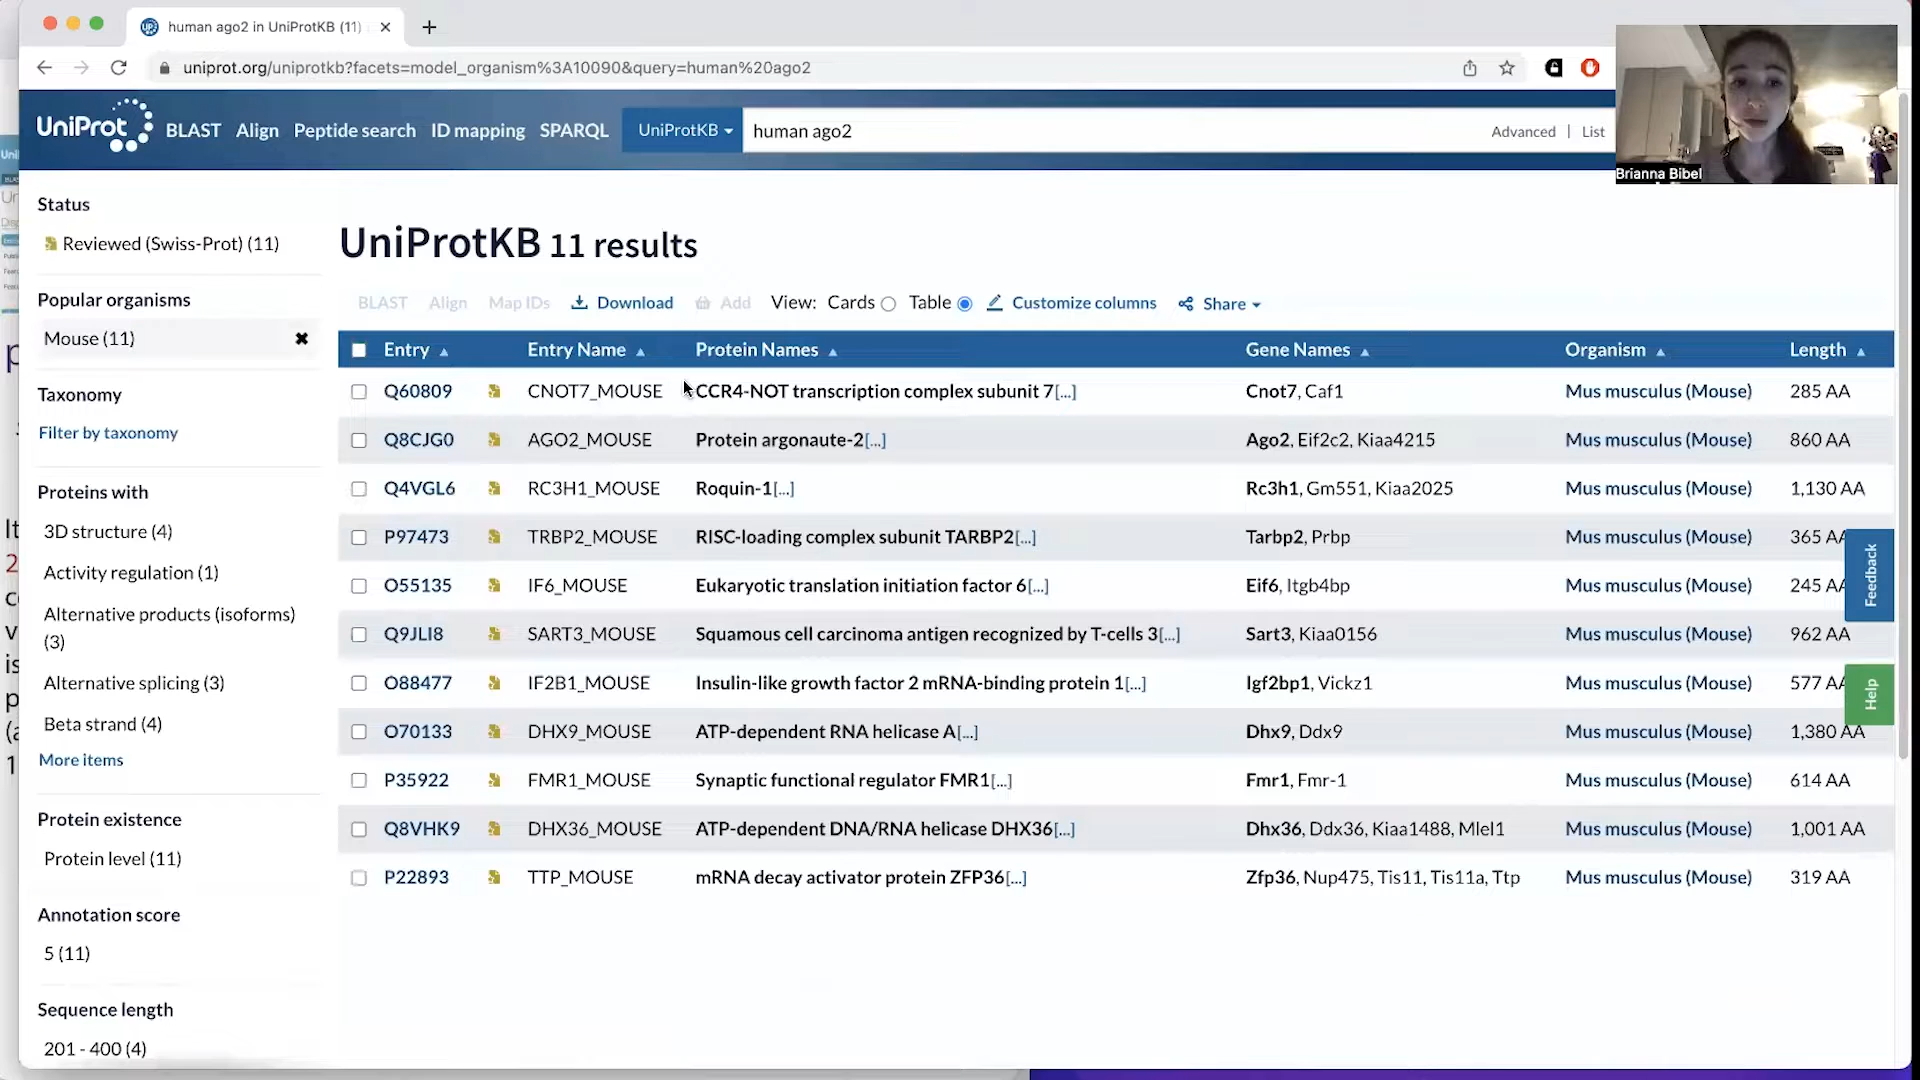 human ago2 in UniProtKB (11)
uniprot.org/uniprotkb?facets=model_organism%3A10090&query=human%20ago2
UniProt BLAST Align Peptide search ID mapping SPARQL UniProtKB human ago2 Advanced | List
Brianna Bibel
Status
Reviewed (Swiss-Prot) (11)
Popular organisms
Mouse (11)
Taxonomy
Filter by taxonomy
Proteins with
3D structure (4)
Activity regulation (1)
Alternative products (isoforms)
(3)
Alternative splicing (3)
Beta strand (4)
More items
Protein existence
Protein level (11)
Annotation score
5 (11)
Sequence length
201 - 400 (4)
UniProtKB 11 results
BLAST Align Map IDs Download Add View: Cards Table Customize columns Share
Entry Entry Name Protein Names Gene Names Organism Length
Q60809 CNOT7_MOUSE CCR4-NOT transcription complex subunit 7[...] Cnot7, Caf1 Mus musculus (Mouse) 285 AA
Q8CJG0 AGO2_MOUSE Protein argonaute-2[...] Ago2, Eif2c2, Kiaa4215 Mus musculus (Mouse) 860 AA
Q4VGL6 RC3H1_MOUSE Roquin-1[...] Rc3h1, Gm551, Kiaa2025 Mus musculus (Mouse) 1,130 AA
P97473 TRBP2_MOUSE RISC-loading complex subunit TARBP2[...] Tarbp2, Prbp Mus musculus (Mouse) 365 AA
O55135 IF6_MOUSE Eukaryotic translation initiation factor 6[...] Eif6, Itgb4bp Mus musculus (Mouse) 245 AA
Q9JLI8 SART3_MOUSE Squamous cell carcinoma antigen recognized by T-cells 3[...] Sart3, Kiaa0156 Mus musculus (Mouse) 962 AA
O88477 IF2B1_MOUSE Insulin-like growth factor 2 mRNA-binding protein 1[...] Igf2bp1, Vickz1 Mus musculus (Mouse) 577 AA
O70133 DHX9_MOUSE ATP-dependent RNA helicase A[...] Dhx9, Ddx9 Mus musculus (Mouse) 1,380 AA
P35922 FMR1_MOUSE Synaptic functional regulator FMR1[...] Fmr1, Fmr-1 Mus musculus (Mouse) 614 AA
Q8VHK9 DHX36_MOUSE ATP-dependent DNA/RNA helicase DHX36[...] Dhx36, Ddx36, Kiaa1488, Mlel1 Mus musculus (Mouse) 1,001 AA
P22893 TTP_MOUSE mRNA decay activator protein ZFP36[...] Zfp36, Nup475, Tis11, Tis11a, Ttp Mus musculus (Mouse) 319 AA
Feedback
Help